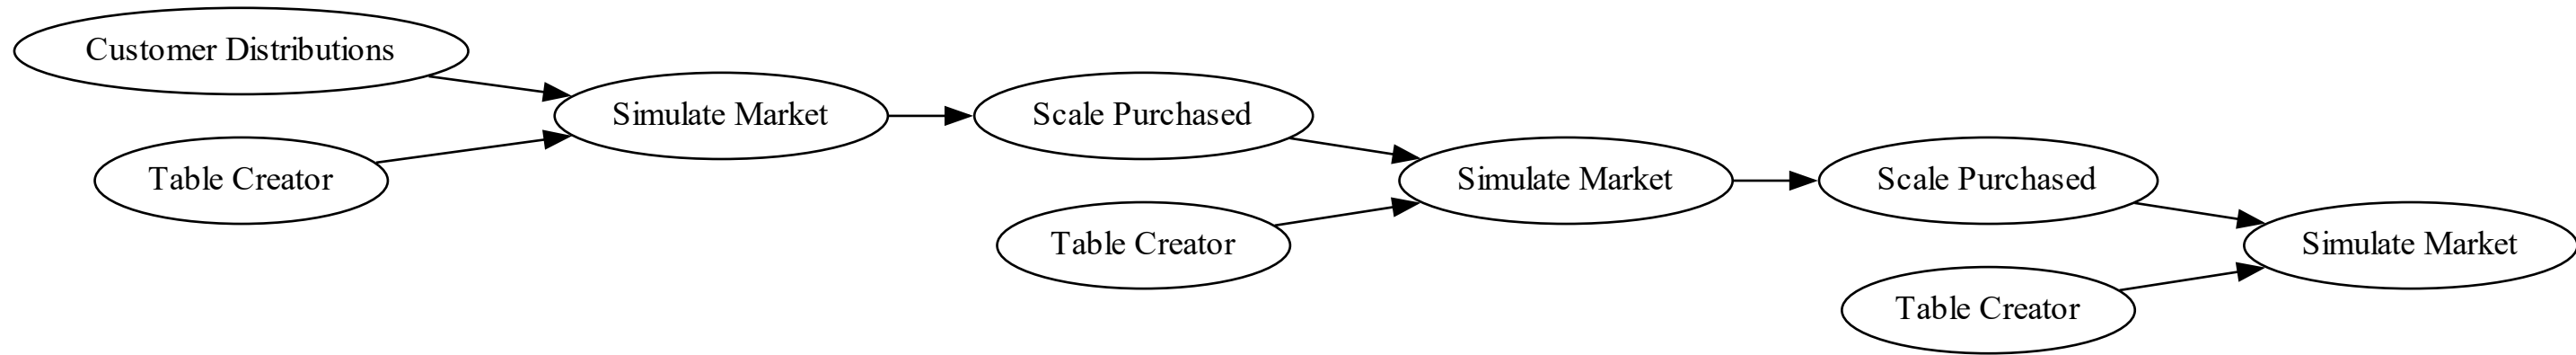 Customer Distributions
Table Creator
Simulate Market
Scale Purchased
Table Creator
Simulate Market
Scale Purchased
Table Creator
Simulate Market